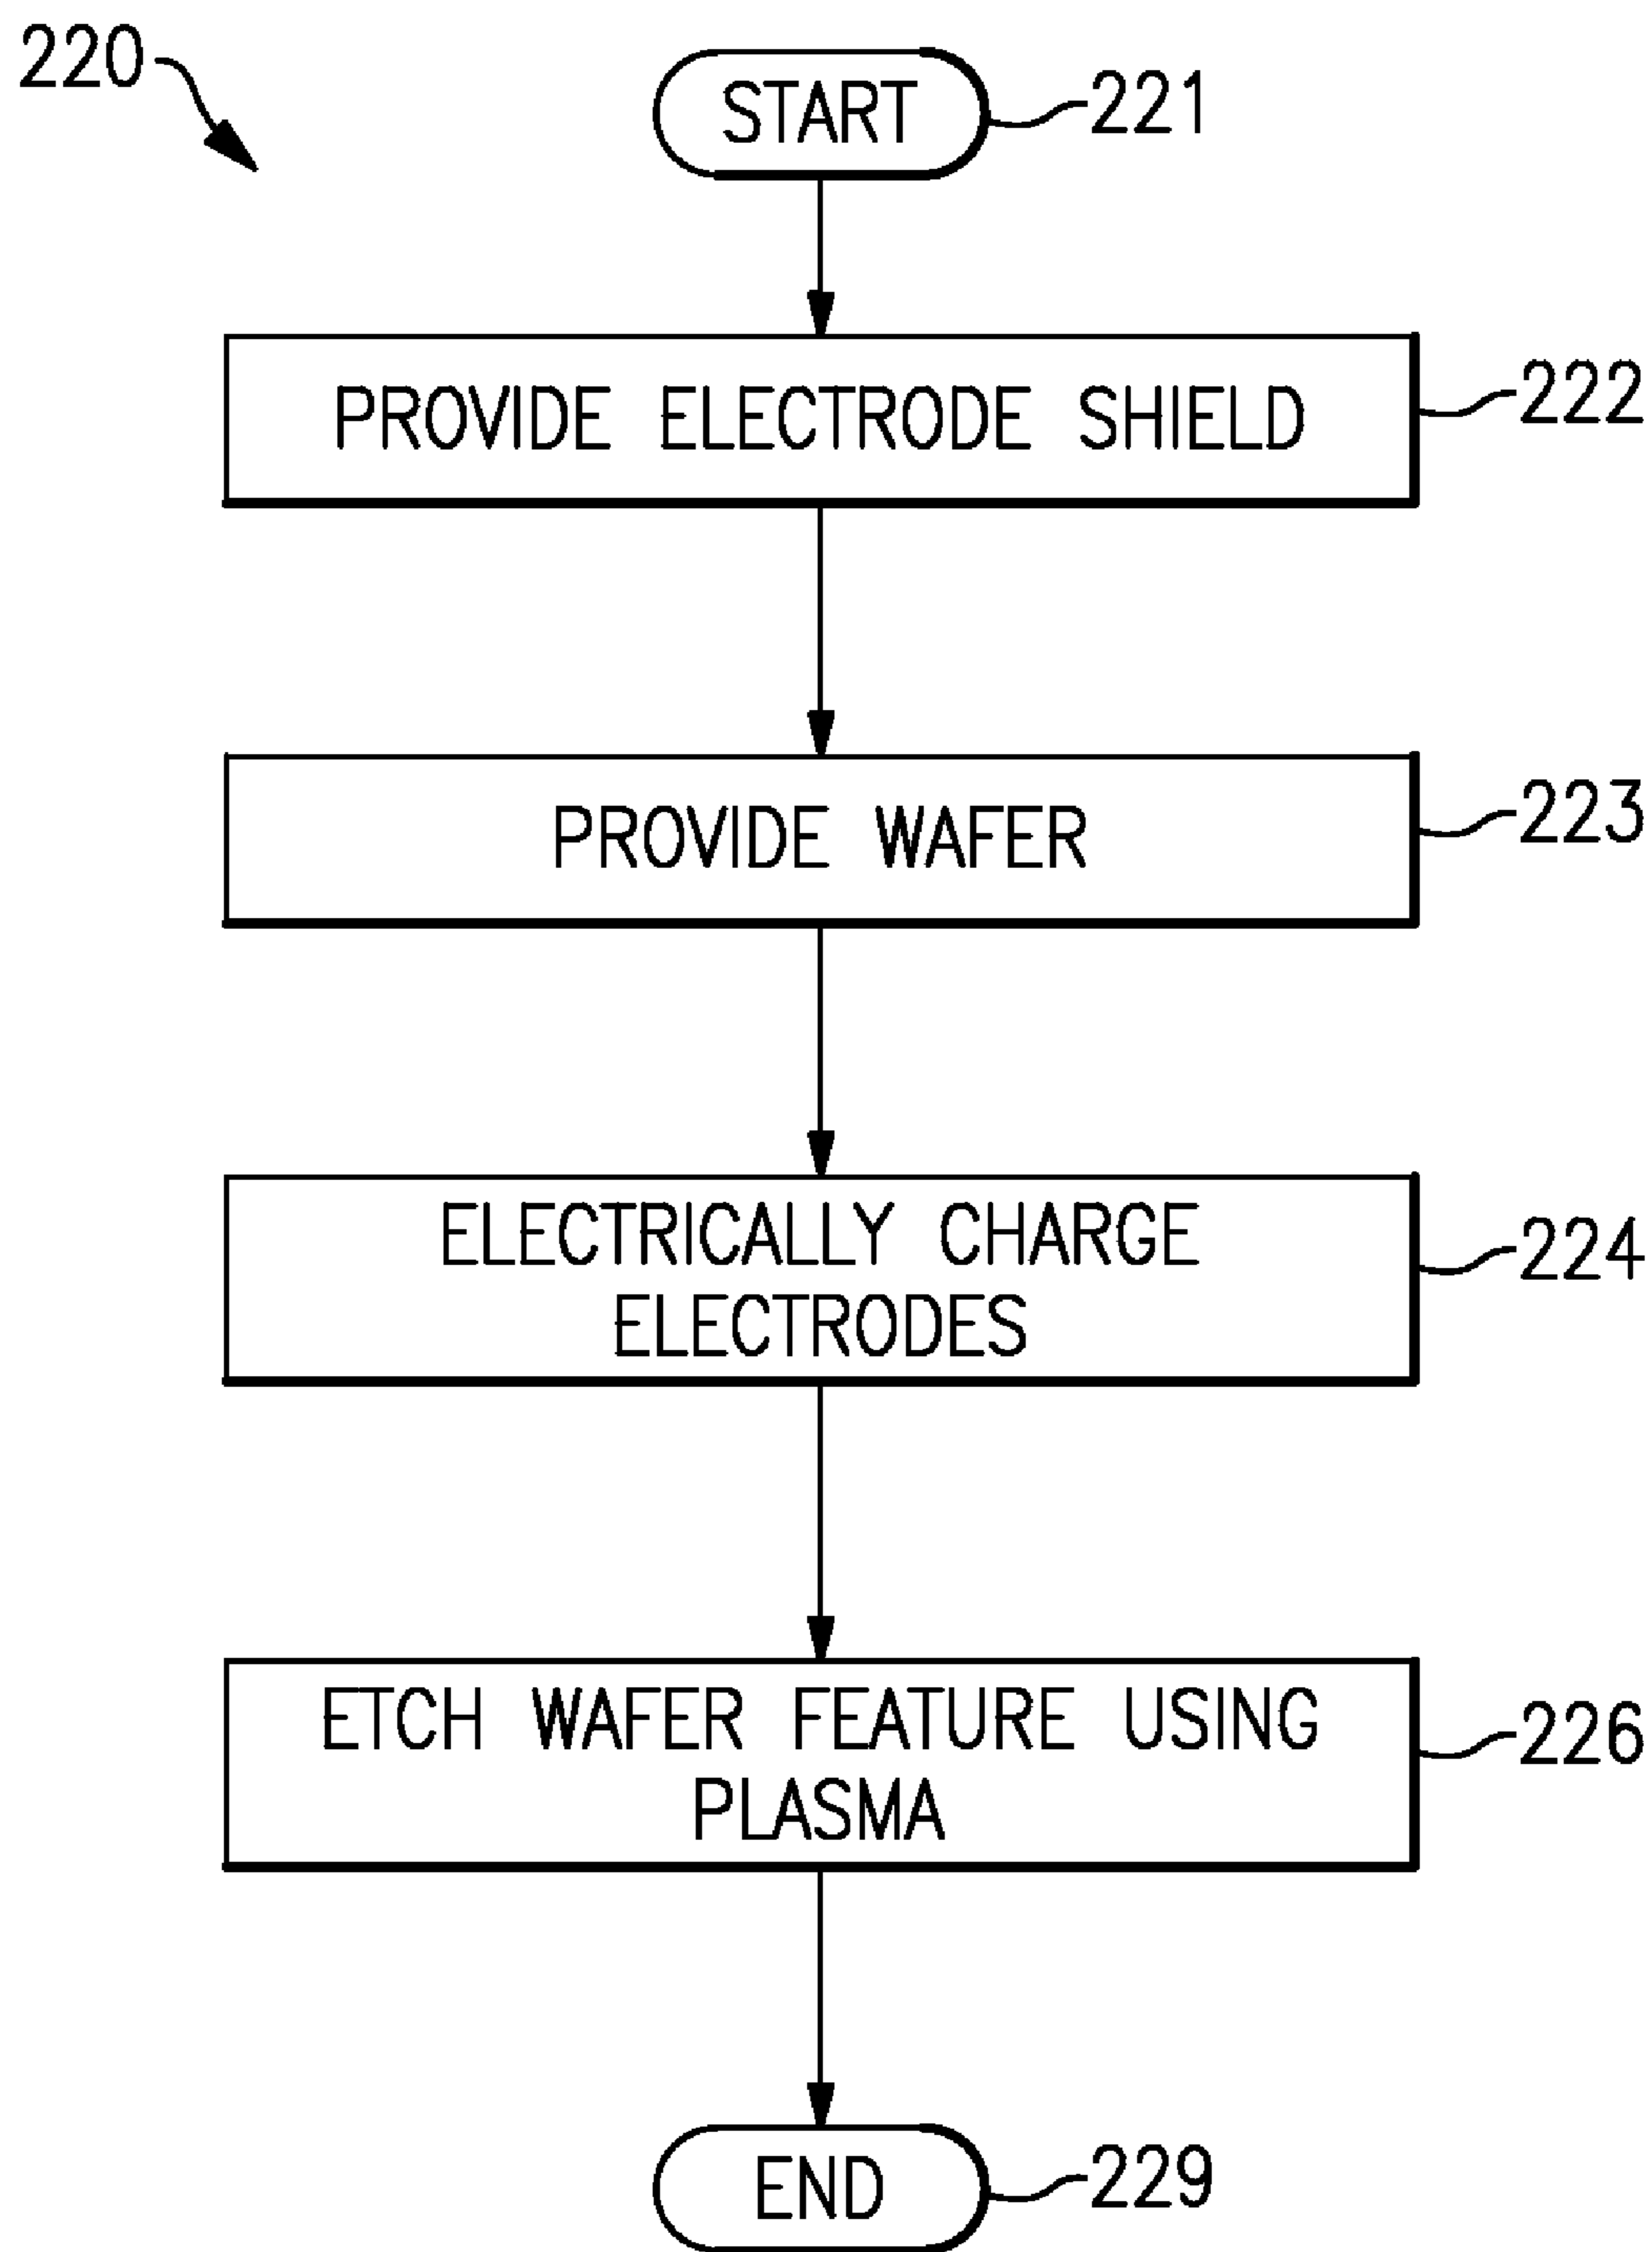 220
START
221
PROVIDE ELECTRODE SHIELD
222
PROVIDE WAFER
223
ELECTRICALLY CHARGE
ELECTRODES
224
ETCH WAFER FEATURE USING
PLASMA
226
END
229